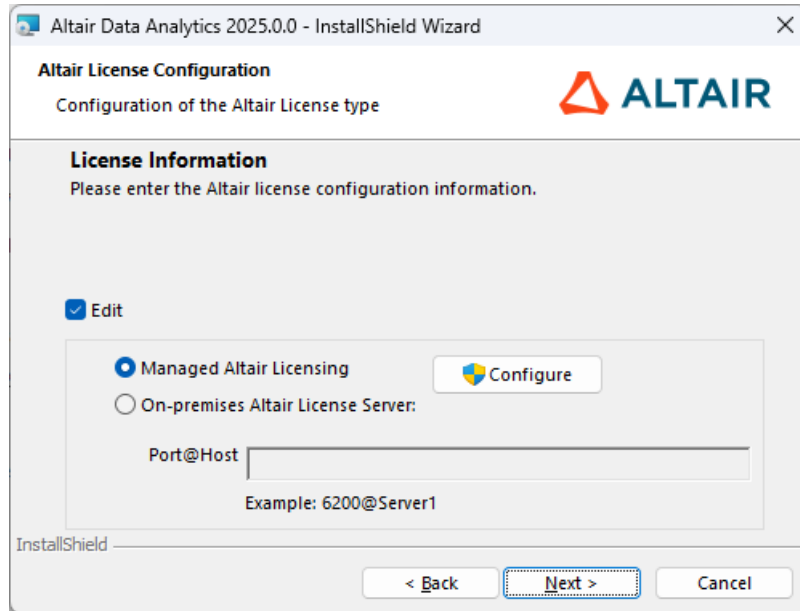 Altair Data Analytics 2025.0.0 - InstallShield Wizard
Altair License Configuration
Configuration of the Altair License type
ALTAIR
License Information
Please enter the Altair license configuration information.
Edit
Managed Altair Licensing
Configure
On-premises Altair License Server:
Port@Host
Example: 6200@Server1
InstallShield
< Back
Next >
Cancel